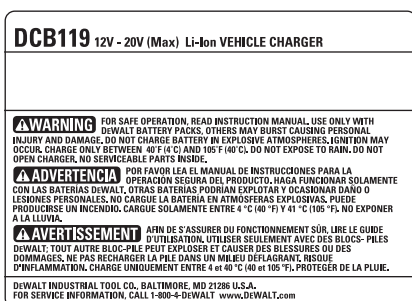 DCB119 12V - 20V (Max) Li-Ion VEHICLE CHARGER
WARNING FOR SAFE OPERATION, READ INSTRUCTION MANUAL. USE ONLY WITH
DEWALT BATTERY PACKS, OTHERS MAY BURST CAUSING PERSONAL
INJURY AND DAMAGE. DO NOT CHARGE BATTERY IN EXPLOSIVE ATMOSPHERES. IGNITION MAY
OCCUR. CHARGE ONLY BETWEEN 40˚F (4˚C) AND 105˚F (40˚C). DO NOT EXPOSE TO RAIN. DO NOT
OPEN CHARGER. NO SERVICEABLE PARTS INSIDE.
ADVERTENCIA POR FAVOR LEA EL MANUAL DE INSTRUCCIONES PARA LA
OPERACIÓN SEGURA DEL PRODUCTO. HAGA FUNCIONAR SOLAMENTE
CON LAS BATERÍAS DEWALT, OTRAS BATERÍAS PODRÍAN EXPLOTAR Y OCASIONAR DAÑO O
LESIONES PERSONALES. NO CARGUE LA BATERÍA EN ATMÓSFERAS EXPLOSIVAS. PUEDE
PRODUCIRSE UN INCENDIO. CARGUE SOLAMENTE ENTRE 4 °C (40 °F) Y 41 °C (105 °F). NO EXPONER
A LA LLUVIA.
AVERTISSEMENT AFIN DE S'ASSURER DU FONCTIONNEMENT SÛR, LIRE LE GUIDE
D'UTILISATION, UTILISER SEULEMENT AVEC DES BLOCS- PILES
DEWALT; TOUT AUTRE BLOC-PILE PEUT EXPLOSER ET CAUSER DES BLESSURES OU DES
DOMMAGES. NE PAS RECHARGER LA PILE DANS UN MILIEU DÉFLAGRANT. RISQUE
D'INFLAMMATION. CHARGE UNIQUEMENT ENTRE 4 et 40 °C (40 et 105 °F). PROTEGER DE LA PLUIE.
DEWALT INDUSTRIAL TOOL CO., BALTIMORE, MD 21286 U.S.A.
FOR SERVICE INFORMATION, CALL 1-800-4-DEWALT www.DEWALT.com